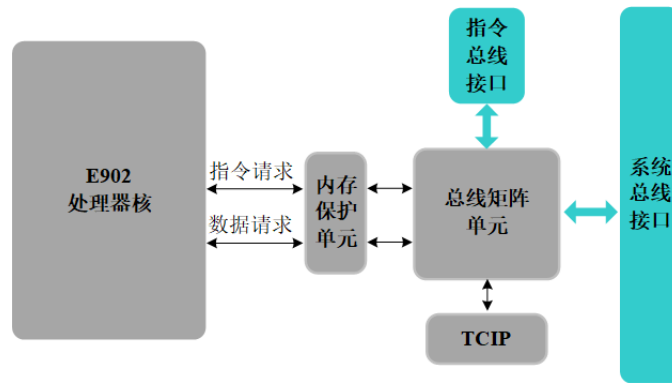 E902
处理器核
指令请求
数据请求
内存
保护
单元
指令
总线
接口
总线矩阵
单元
TCIP
系统
总线
接口